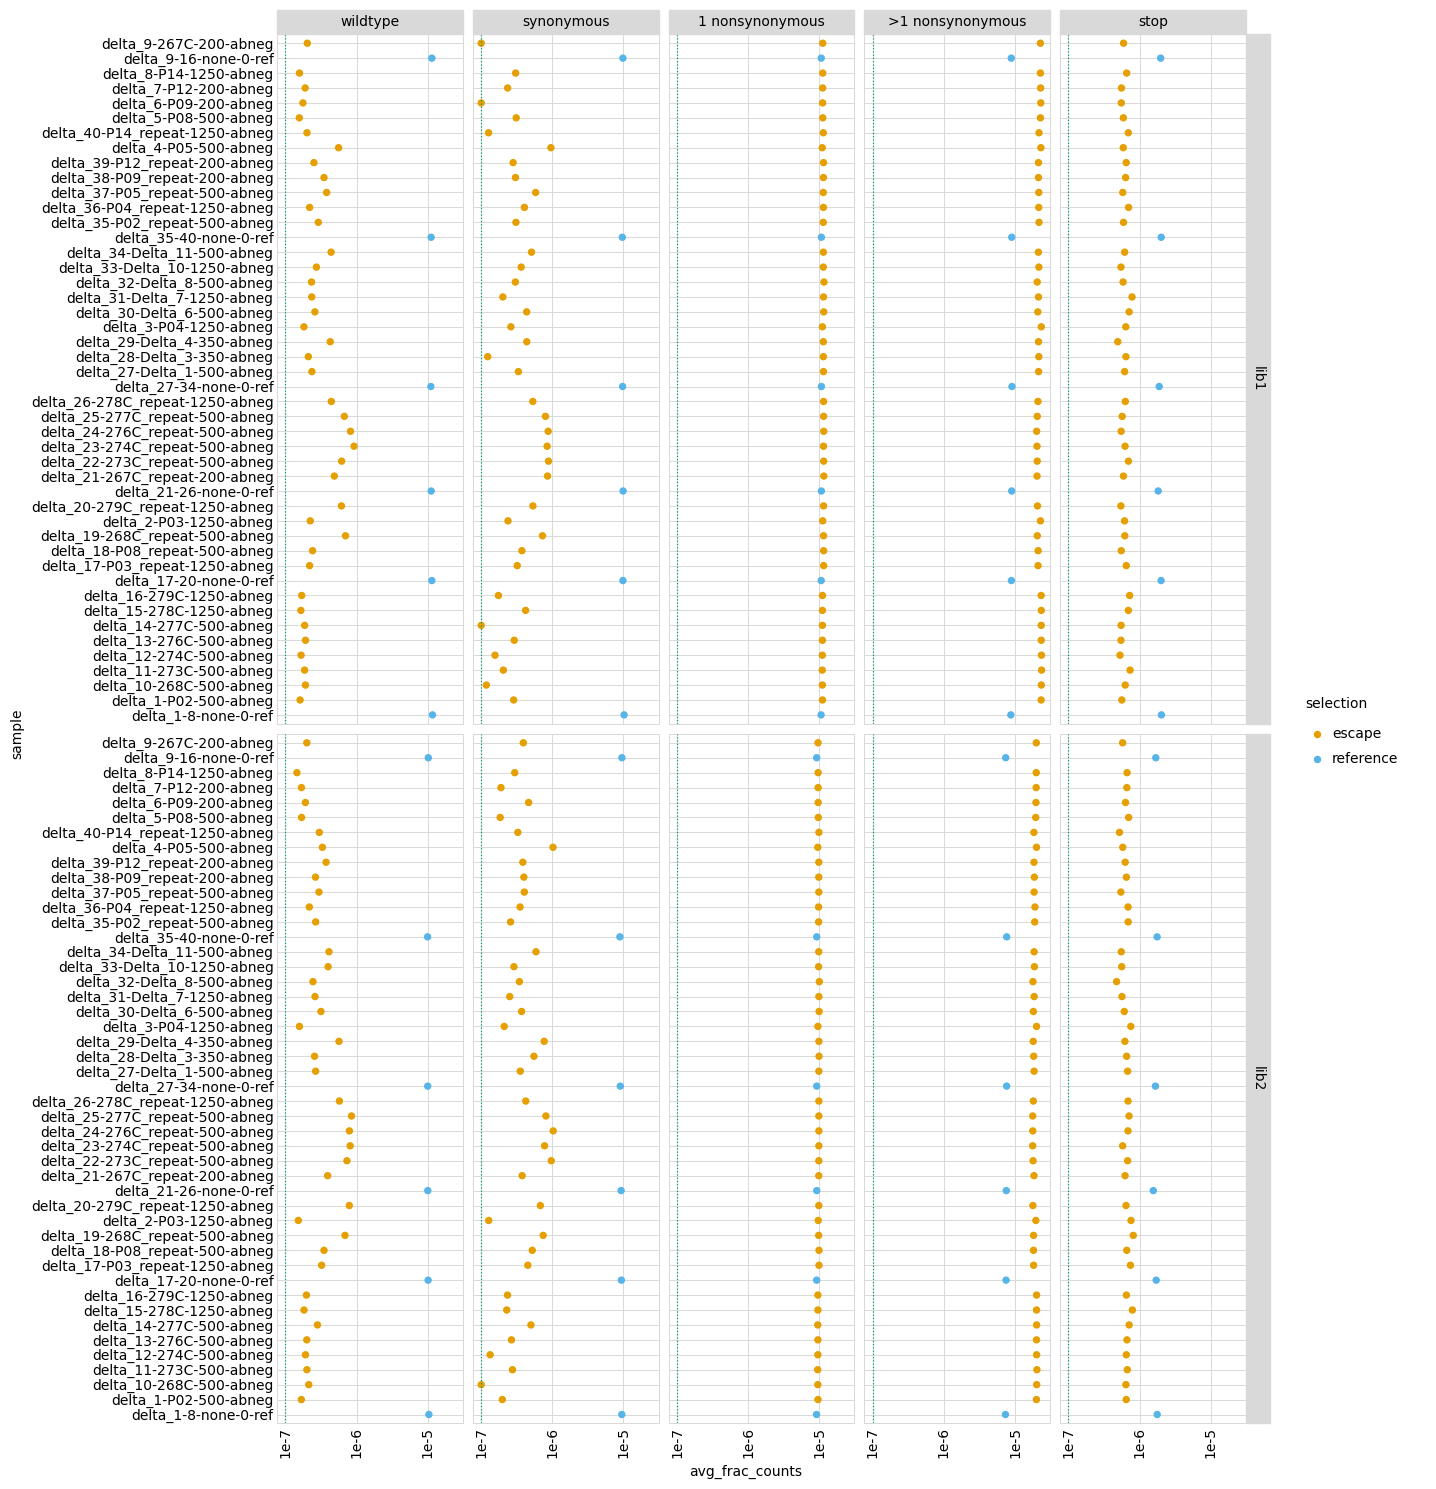 wildtype synonymous 1 nonsynonymous >1 nonsynonymous stop
delta_9-267C-200-abneg
delta_9-16-none-0-ref
delta_8-P14-1250-abneg
delta_7-P12-200-abneg
delta_6-P09-200-abneg
delta_5-P08-500-abneg
delta_40-P14_repeat-1250-abneg
delta_4-P05-500-abneg
delta_39-P12_repeat-200-abneg
delta_38-P09_repeat-200-abneg
delta_37-P05_repeat-500-abneg
delta_36-P04_repeat-1250-abneg
delta_35-P02_repeat-500-abneg
delta_35-40-none-0-ref
delta_34-Delta_11-500-abneg
delta_33-Delta_10-1250-abneg
delta_32-Delta_8-500-abneg
delta_31-Delta_7-1250-abneg
delta_30-Delta_6-500-abneg
delta_3-P04-1250-abneg
delta_29-Delta_4-350-abneg
delta_28-Delta_3-350-abneg
delta_27-Delta_1-500-abneg
delta_27-34-none-0-ref
delta_26-278C_repeat-1250-abneg
delta_25-277C_repeat-500-abneg
delta_24-276C_repeat-500-abneg
delta_23-274C_repeat-500-abneg
delta_22-273C_repeat-500-abneg
delta_21-267C_repeat-200-abneg
delta_21-26-none-0-ref
delta_20-279C_repeat-1250-abneg
delta_2-P03-1250-abneg
delta_19-268C_repeat-500-abneg
delta_18-P08_repeat-500-abneg
delta_17-P03_repeat-1250-abneg
delta_17-20-none-0-ref
delta_16-279C-1250-abneg
delta_15-278C-1250-abneg
delta_14-277C-500-abneg
delta_13-276C-500-abneg
delta_12-274C-500-abneg
delta_11-273C-500-abneg
delta_10-268C-500-abneg
delta_1-P02-500-abneg
delta_1-8-none-0-ref
lib1
sample
delta_9-267C-200-abneg
delta_9-16-none-0-ref
delta_8-P14-1250-abneg
delta_7-P12-200-abneg
delta_6-P09-200-abneg
delta_5-P08-500-abneg
delta_40-P14_repeat-1250-abneg
delta_4-P05-500-abneg
delta_39-P12_repeat-200-abneg
delta_38-P09_repeat-200-abneg
delta_37-P05_repeat-500-abneg
delta_36-P04_repeat-1250-abneg
delta_35-P02_repeat-500-abneg
delta_35-40-none-0-ref
delta_34-Delta_11-500-abneg
delta_33-Delta_10-1250-abneg
delta_32-Delta_8-500-abneg
delta_31-Delta_7-1250-abneg
delta_30-Delta_6-500-abneg
delta_3-P04-1250-abneg
delta_29-Delta_4-350-abneg
delta_28-Delta_3-350-abneg
delta_27-Delta_1-500-abneg
delta_27-34-none-0-ref
delta_26-278C_repeat-1250-abneg
delta_25-277C_repeat-500-abneg
delta_24-276C_repeat-500-abneg
delta_23-274C_repeat-500-abneg
delta_22-273C_repeat-500-abneg
delta_21-267C_repeat-200-abneg
delta_21-26-none-0-ref
delta_20-279C_repeat-1250-abneg
delta_2-P03-1250-abneg
delta_19-268C_repeat-500-abneg
delta_18-P08_repeat-500-abneg
delta_17-P03_repeat-1250-abneg
delta_17-20-none-0-ref
delta_16-279C-1250-abneg
delta_15-278C-1250-abneg
delta_14-277C-500-abneg
delta_13-276C-500-abneg
delta_12-274C-500-abneg
delta_11-273C-500-abneg
delta_10-268C-500-abneg
delta_1-P02-500-abneg
delta_1-8-none-0-ref
lib2
1e-7 1e-6 1e-5 1e-7 1e-6 1e-5 1e-7 1e-6 1e-5 1e-7 1e-6 1e-5 1e-7 1e-6 1e-5
avg_frac_counts
selection
escape
reference